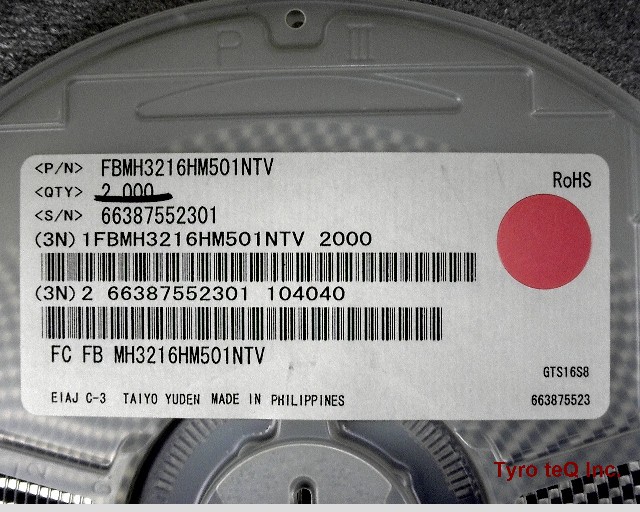 P III
<P/N> FBMH3216HM501NTV
<QTY> 2,000
RoHS
<S/N> 66387552301
(3N)1FBMH3216HM501NTV 2000
(3N)2 66387552301 104040
FC FB MH3216HM501NTV
GTS16S8
EIAJ C-3 TAIYO YUDEN MADE IN PHILIPPINES
663875523
Tyro teQ Inc.